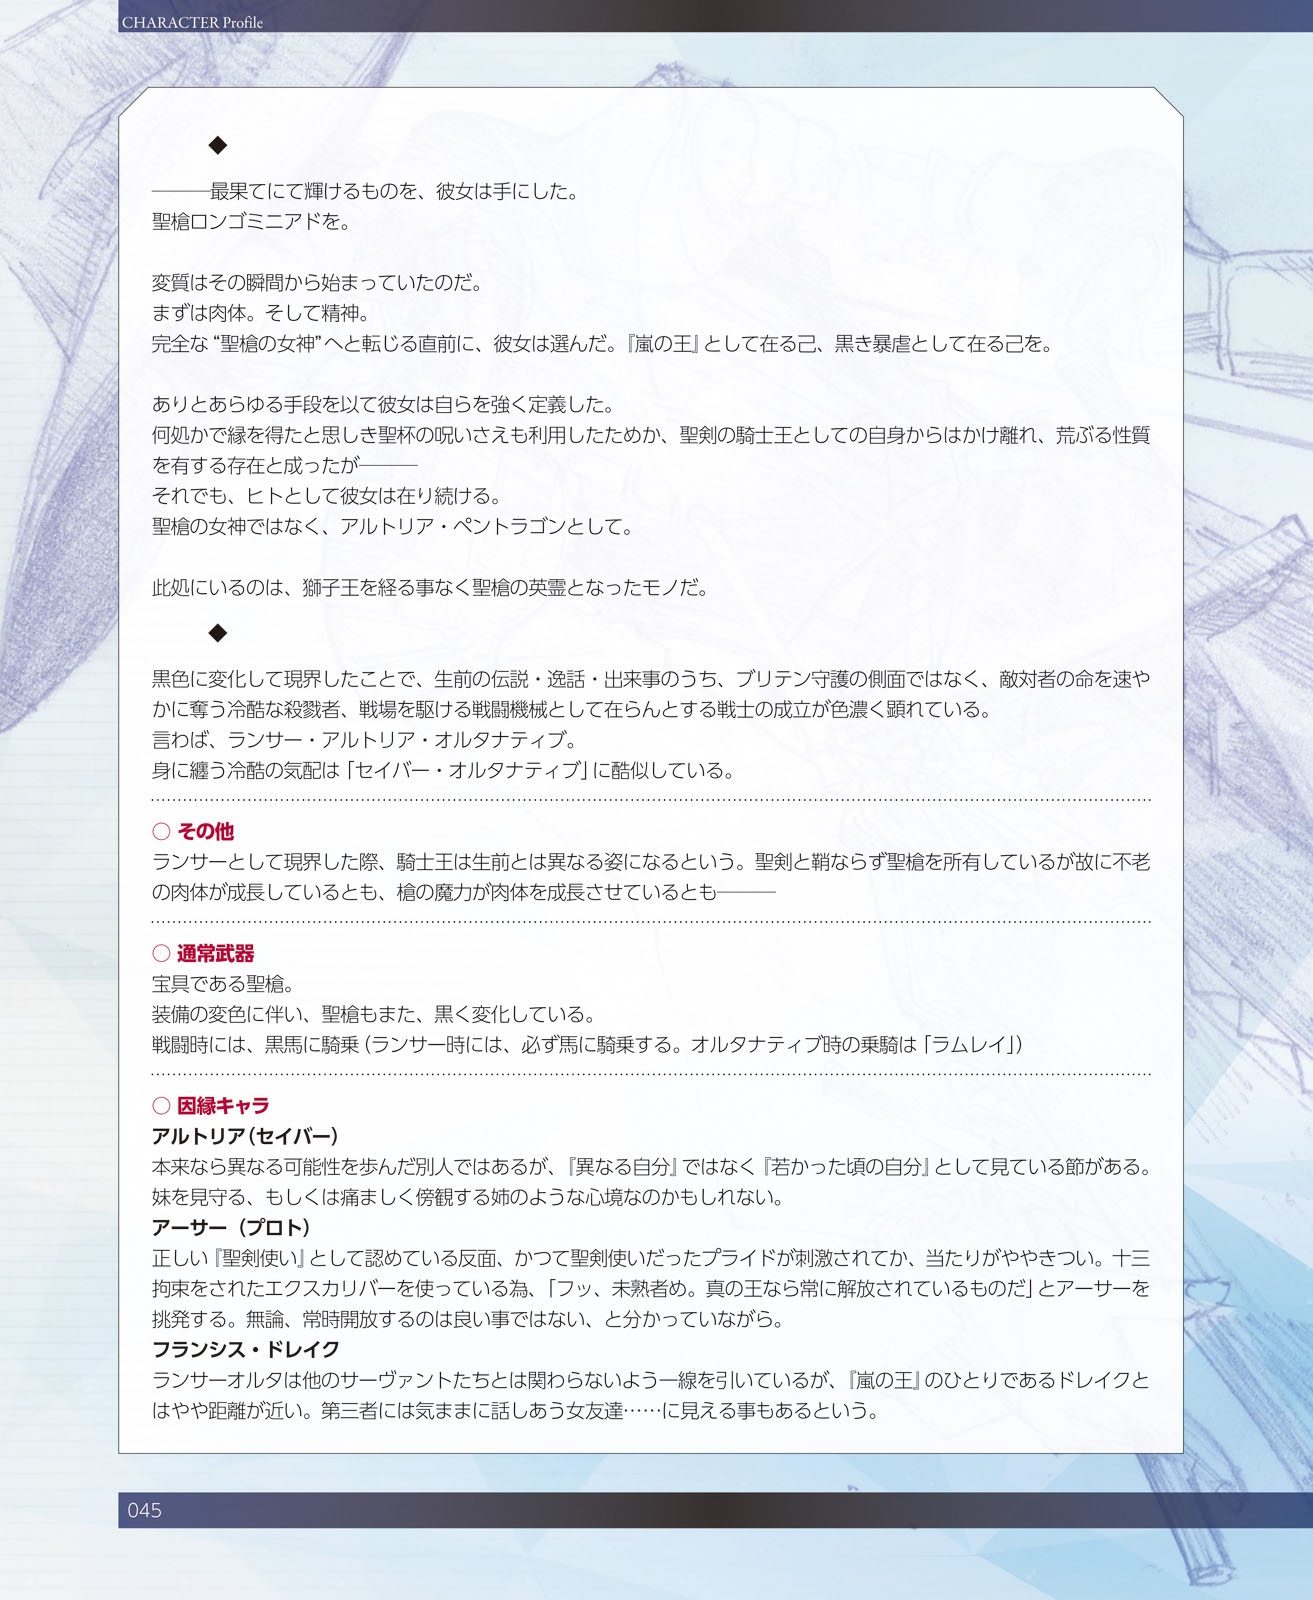 CHARACTER Profile
◆
―――最果てにて輝けるものを、彼女は手にした。
聖槍ロンゴミニアドを。
変質はその瞬間から始まっていたのだ。
まずは肉体。そして精神。
完全な“聖槍の女神”へと転じる直前に、彼女は選んだ。『嵐の王』として在る己、黒き暴虐として在る己を。
ありとあらゆる手段を以て彼女は自らを強く定義した。
何処かで縁を得たと思しき聖杯の呪いさえも利用したためか、聖剣の騎士王としての自身からはかけ離れ、荒ぶる性質
を有する存在と成ったが―――
それでも、ヒトとして彼女は在り続ける。
聖槍の女神ではなく、アルトリア・ペントラゴンとして。
此処にいるのは、獅子王を経る事なく聖槍の英霊となったモノだ。
◆
黒色に変化して現界したことで、生前の伝説・逸話・出来事のうち、ブリテン守護の側面ではなく、敵対者の命を速や
かに奪う冷酷な殺戮者、戦場を駆ける戦闘機械として在らんとする戦士の成立が色濃く顕れている。
言わば、ランサー・アルトリア・オルタナティブ。
身に纏う冷酷の気配は「セイバー・オルタナティブ」に酷似している。
○ その他
ランサーとして現界した際、騎士王は生前とは異なる姿になるという。聖剣と鞘ならず聖槍を所有しているが故に不老
の肉体が成長しているとも、槍の魔力が肉体を成長させているとも―――
○ 通常武器
宝具である聖槍。
装備の変色に伴い、聖槍もまた、黒く変化している。
戦闘時には、黒馬に騎乗（ランサー時には、必ず馬に騎乗する。オルタナティブ時の乗騎は「ラムレイ」）
○ 因縁キャラ
アルトリア（セイバー）
本来なら異なる可能性を歩んだ別人ではあるが、『異なる自分』ではなく『若かった頃の自分』として見ている節がある。
妹を見守る、もしくは痛ましく傍観する姉のような心境なのかもしれない。
アーサー（プロト）
正しい『聖剣使い』として認めている反面、かつて聖剣使いだったプライドが刺激されてか、当たりがややきつい。十三
拘束をされたエクスカリバーを使っている為、「フッ、未熟者め。真の王なら常に解放されているものだ」とアーサーを
挑発する。無論、常時開放するのは良い事ではない、と分かっていながら。
フランシス・ドレイク
ランサーオルタは他のサーヴァントたちとは関わらないよう一線を引いているが、『嵐の王』のひとりであるドレイクと
はやや距離が近い。第三者には気ままに話しあう女友達……に見える事もあるという。
045